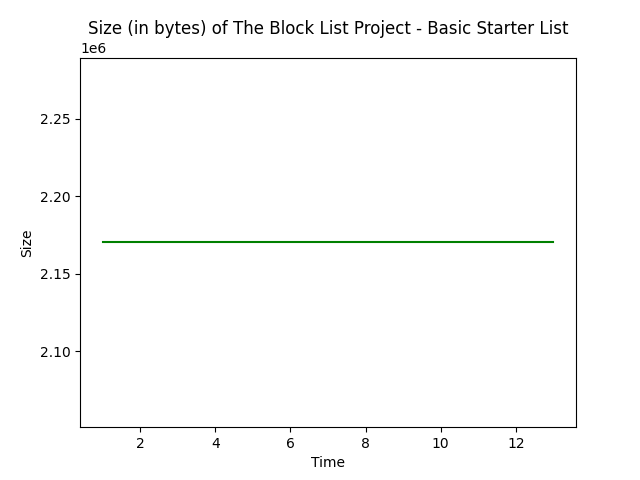 Size (in bytes) of The Block List Project - Basic Starter List
1e6
2.25
2.20
2.15
2.10
Size
2 4 6 8 10 12
Time